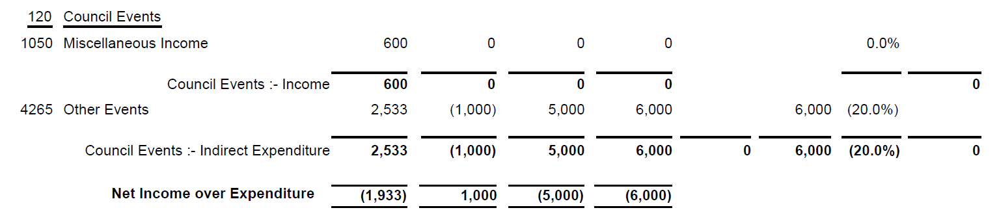 120 Council Events
1050 Miscellaneous Income 600 0 0 0 0.0%
Council Events :- Income 600 0 0 0 0
4265 Other Events 2,533 (1,000) 5,000 6,000 6,000 (20.0%)
Council Events :- Indirect Expenditure 2,533 (1,000) 5,000 6,000 0 6,000 (20.0%) 0
Net Income over Expenditure (1,933) 1,000 (5,000) (6,000)